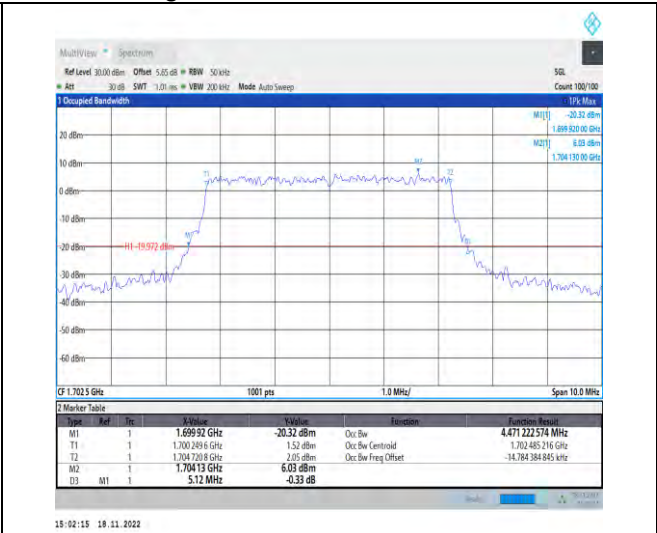 MultiView Spectrum
Ref Level 30.00 dBm Offset 5.85 dB RBW 50 kHz SGL
Att 30 dB SWT 1.01 ms VBW 200 kHz Mode Auto Sweep Count 100/100
1 Occupied Bandwidth 1Pk Max
M1[1] -20.32 dBm
1.699 920 00 GHz
20 dBm
M2[1] 6.03 dBm
1.704 130 00 GHz
10 dBm
M2
T1 T2
0 dBm
-10 dBm
M1
-20 dBm H1 -19.972 dBm
-30 dBm
-40 dBm
-50 dBm
-60 dBm
CF 1.702 5 GHz 1001 pts 1.0 MHz/ Span 10.0 MHz
2 Marker Table
Type Ref Trc X-Value Y-Value Function Function Result
M1 1 1.699 92 GHz -20.32 dBm Occ Bw 4.471 222 574 MHz
T1 1 1.700 249 6 GHz 1.52 dBm Occ Bw Centroid 1.702 485 216 GHz
T2 1 1.704 720 8 GHz 2.05 dBm Occ Bw Freq Offset -14.784 384 845 kHz
M2 1 1.704 13 GHz 6.03 dBm
D3 M1 1 5.12 MHz -0.33 dB
15:02:15 18.11.2022